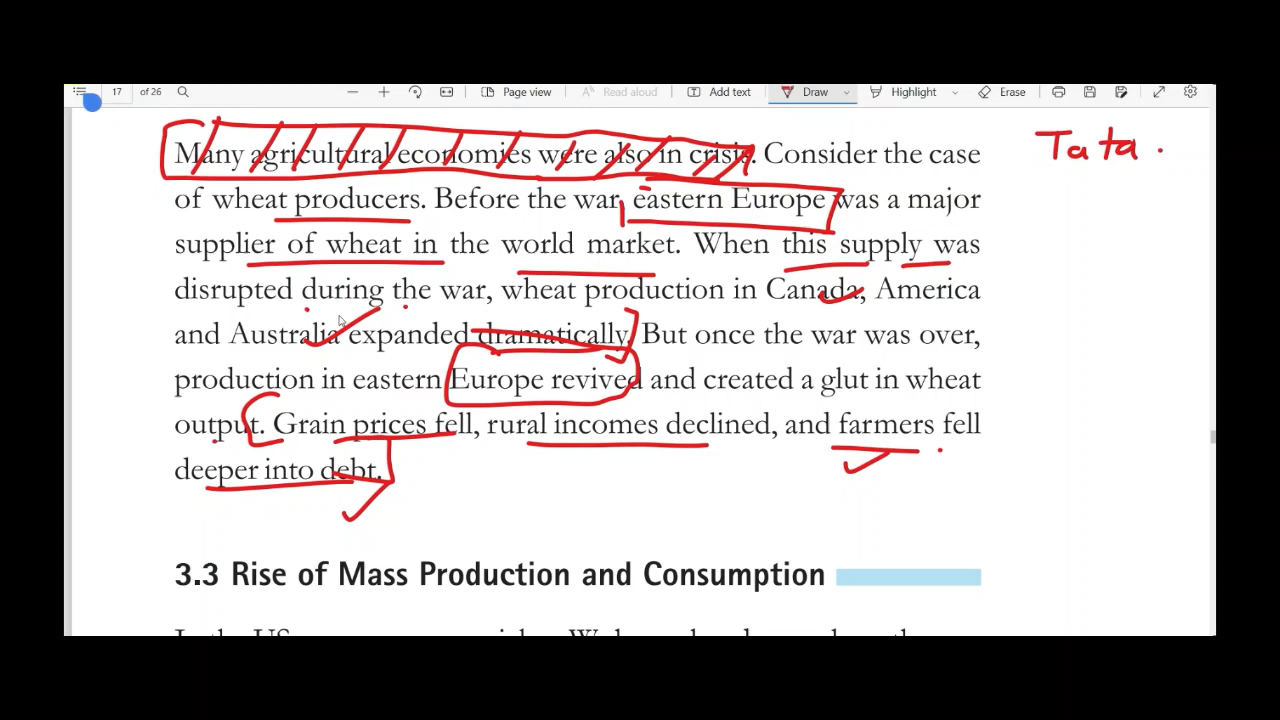 17 of 26 Page view Read aloud Add text Draw Highlight Erase
Many agricultural economies were also in crisis. Consider the case
of wheat producers. Before the war, eastern Europe was a major
supplier of wheat in the world market. When this supply was
disrupted during the war, wheat production in Canada, America
and Australia expanded dramatically. But once the war was over,
production in eastern Europe revived and created a glut in wheat
output. Grain prices fell, rural incomes declined, and farmers fell
deeper into debt.
Tata.
3.3 Rise of Mass Production and Consumption
In the US